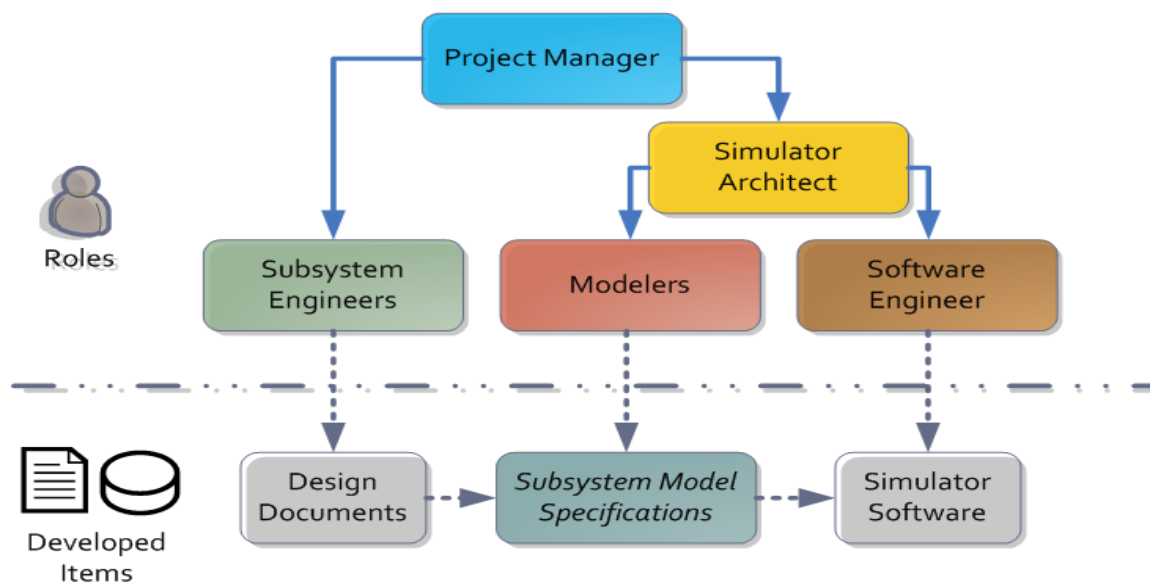 Project Manager
Simulator
Architect
Roles
Subsystem
Engineers
Modelers
Software
Engineer
Developed
Items
Design
Documents
Subsystem Model
Specifications
Simulator
Software